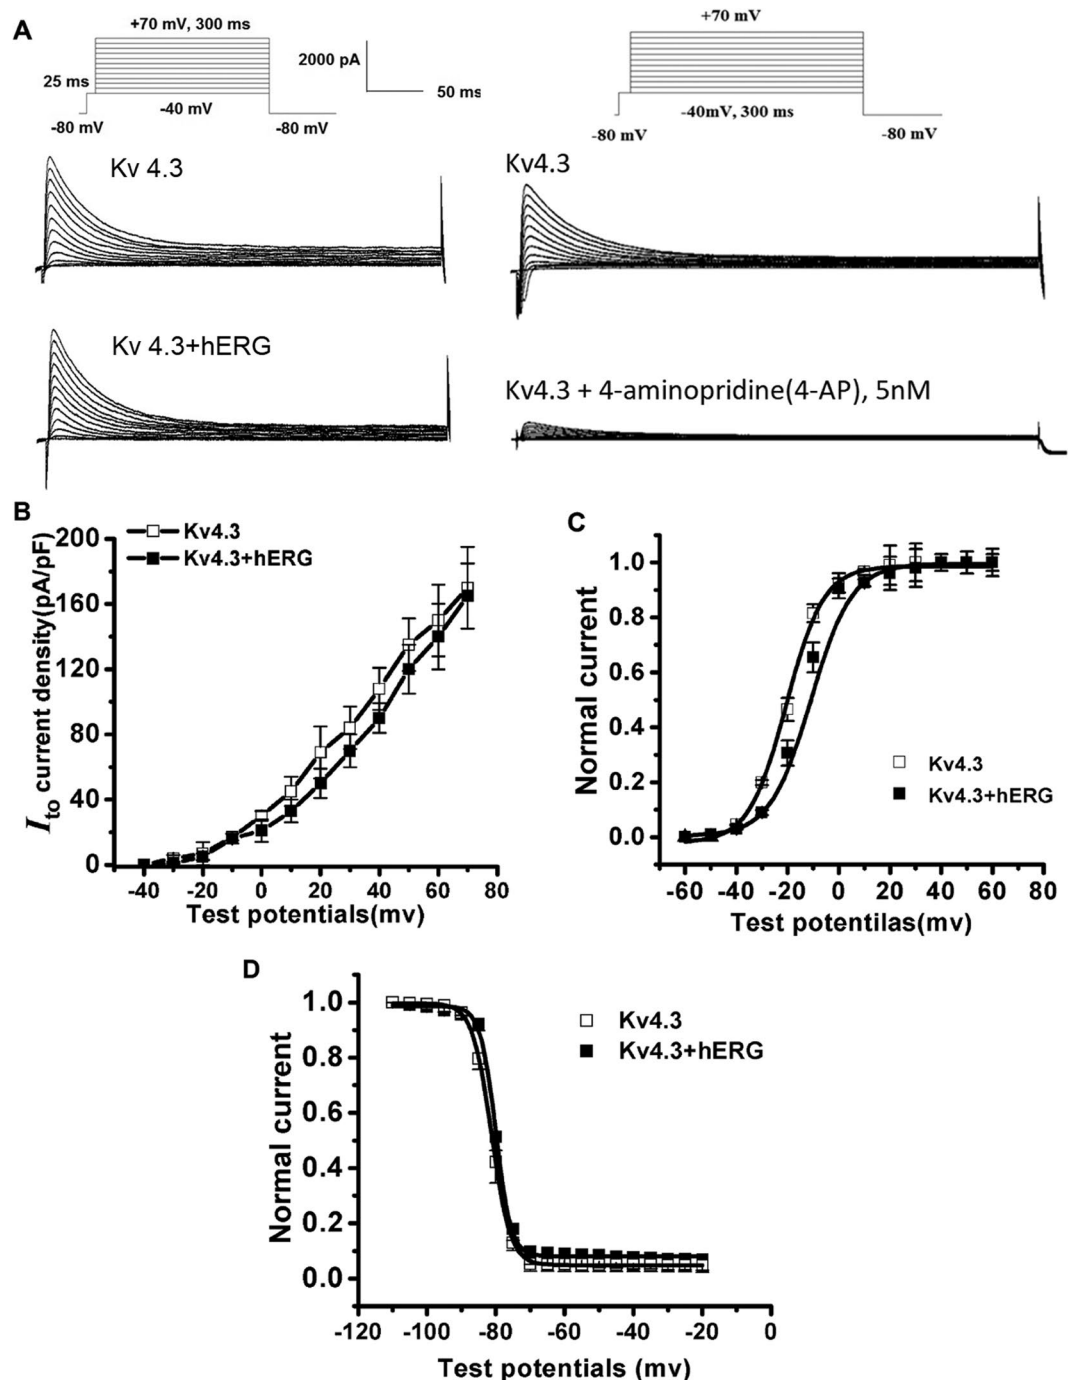 A
+70 mV, 300 ms
25 ms
-40 mV
-80 mV
-80 mV
2000 pA
50 ms
+70 mV
-40mV, 300 ms
-80 mV
-80 mV
Kv 4.3
Kv4.3
Kv 4.3+hERG
Kv4.3 + 4-aminopridine(4-AP), 5nM
B
Kv4.3
Kv4.3+hERG
Ito current density(pA/pF)
200
160
120
80
40
0
-40 -20 0 20 40 60 80
Test potentials(mv)
C
Normal current
1.0
0.8
0.6
0.4
0.2
0.0
Kv4.3
Kv4.3+hERG
-60 -40 -20 0 20 40 60 80
Test potentilas(mv)
D
Normal current
1.0
0.8
0.6
0.4
0.2
0.0
Kv4.3
Kv4.3+hERG
-120 -100 -80 -60 -40 -20 0
Test potentials (mv)